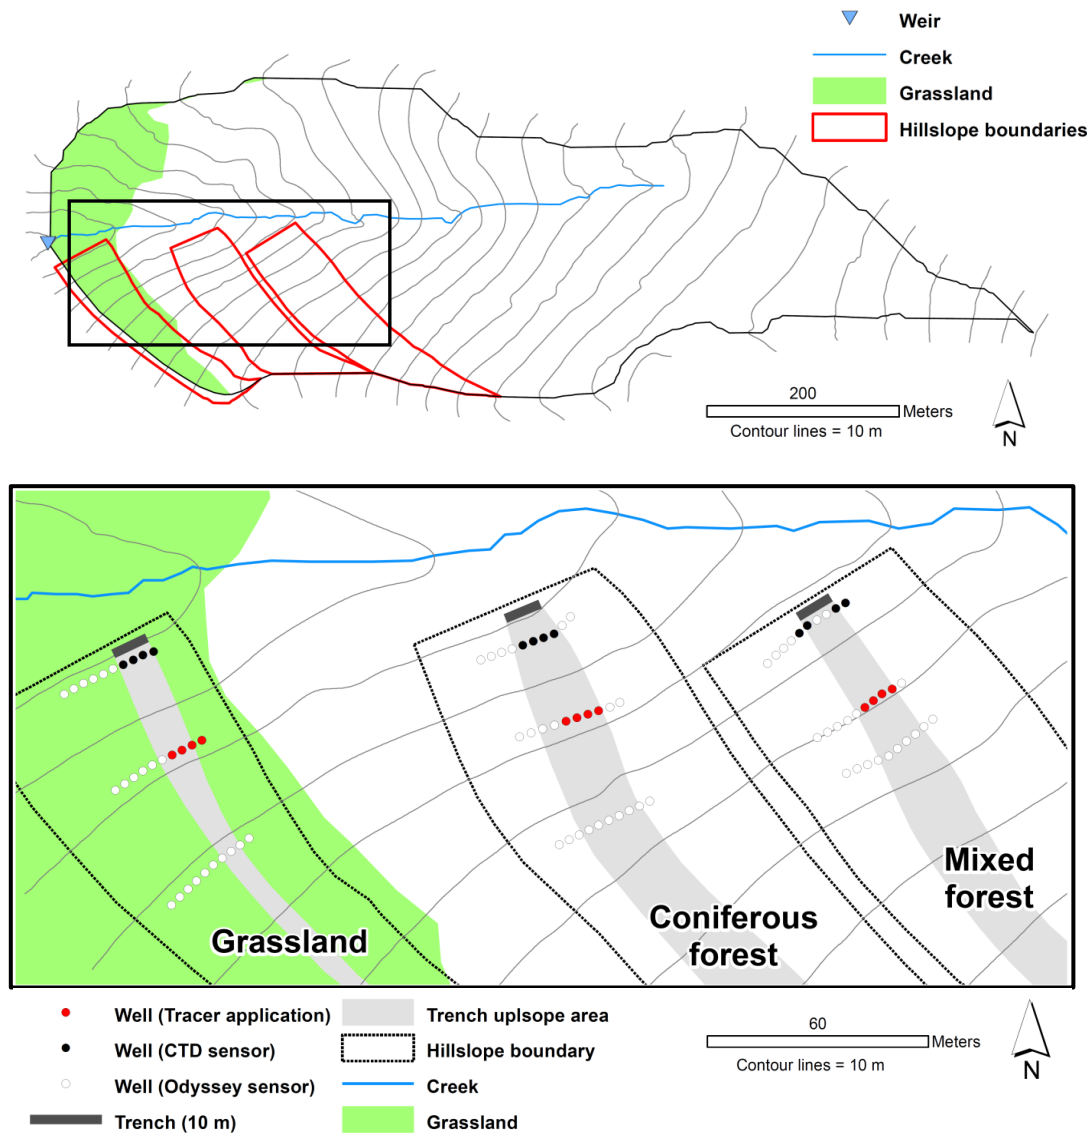 Weir
Creek
Grassland
Hillslope boundaries
200
Meters
Contour lines = 10 m
N
Mixed
forest
Coniferous
forest
Grassland
Well (Tracer application)
Well (CTD sensor)
Well (Odyssey sensor)
Trench (10 m)
Trench uplsope area
Hillslope boundary
Creek
Grassland
60
Meters
Contour lines = 10 m
N